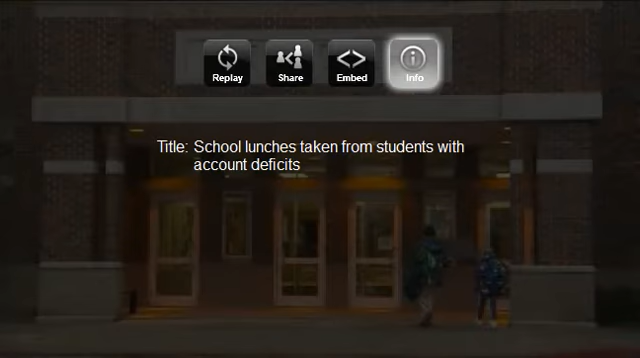 Replay Share Embed Info
Title: School lunches taken from students with
account deficits